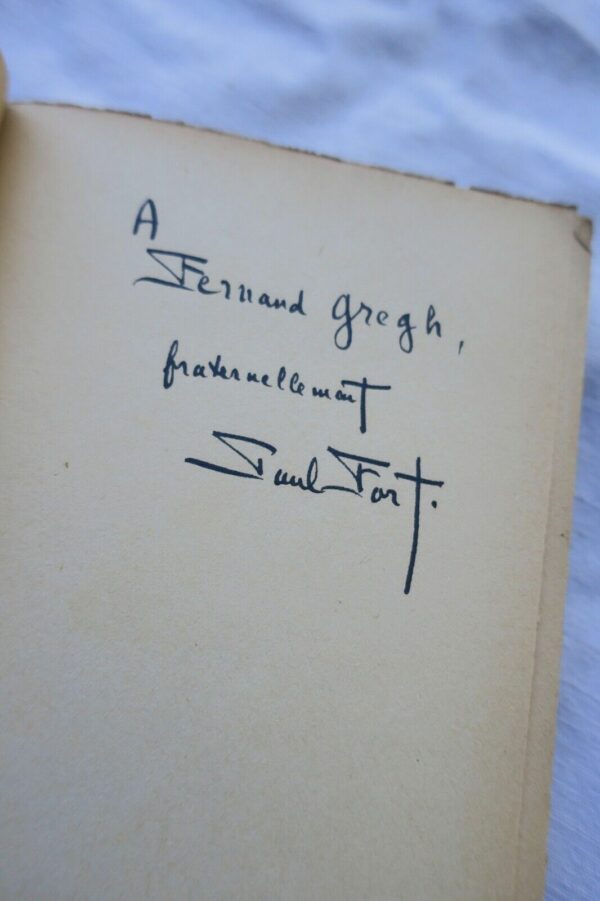 A
Fernand Gregh,
fraternellement
Paul Fort.